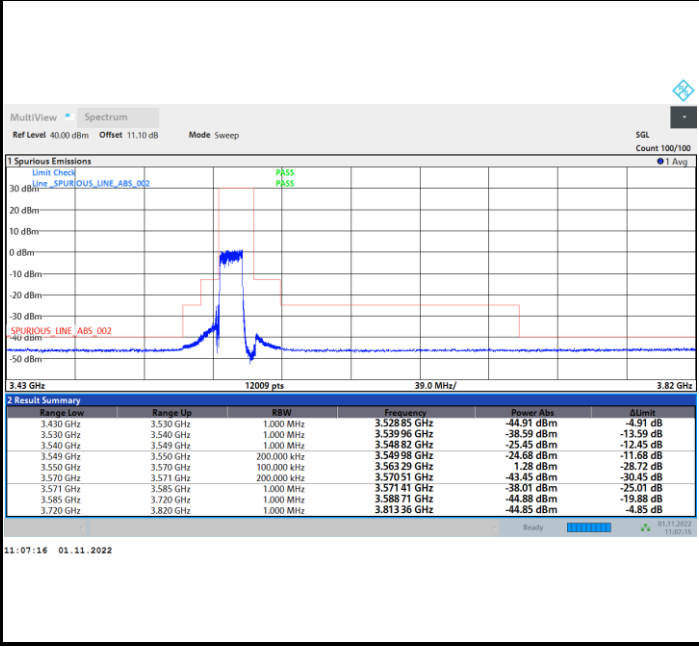 MultiView Spectrum
Ref Level 40.00 dBm Offset 11.10 dB Mode Sweep SGL
Count 100/100
1 Spurious Emissions 1 Avg
Limit Check PASS
Line _SPURIOUS_LINE_ABS_002 PASS
30 dBm
20 dBm
10 dBm
0 dBm
-10 dBm
-20 dBm
-30 dBm
_SPURIOUS_LINE_ABS_002
-40 dBm
-50 dBm
3.43 GHz 12009 pts 39.0 MHz/ 3.82 GHz
2 Result Summary
Range Low Range Up RBW Frequency Power Abs ΔLimit
3.430 GHz 3.530 GHz 1.000 MHz 3.528 85 GHz -44.91 dBm -4.91 dB
3.530 GHz 3.540 GHz 1.000 MHz 3.539 96 GHz -38.59 dBm -13.59 dB
3.540 GHz 3.549 GHz 1.000 MHz 3.548 82 GHz -25.45 dBm -12.45 dB
3.549 GHz 3.550 GHz 200.000 kHz 3.549 98 GHz -24.68 dBm -11.68 dB
3.550 GHz 3.570 GHz 100.000 kHz 3.563 29 GHz 1.28 dBm -28.72 dB
3.570 GHz 3.571 GHz 200.000 kHz 3.570 51 GHz -43.45 dBm -30.45 dB
3.571 GHz 3.585 GHz 1.000 MHz 3.571 41 GHz -38.01 dBm -25.01 dB
3.585 GHz 3.720 GHz 1.000 MHz 3.588 71 GHz -44.88 dBm -19.88 dB
3.720 GHz 3.820 GHz 1.000 MHz 3.813 36 GHz -44.85 dBm -4.85 dB
Ready 01.11.2022
11:07:15
11:07:16 01.11.2022